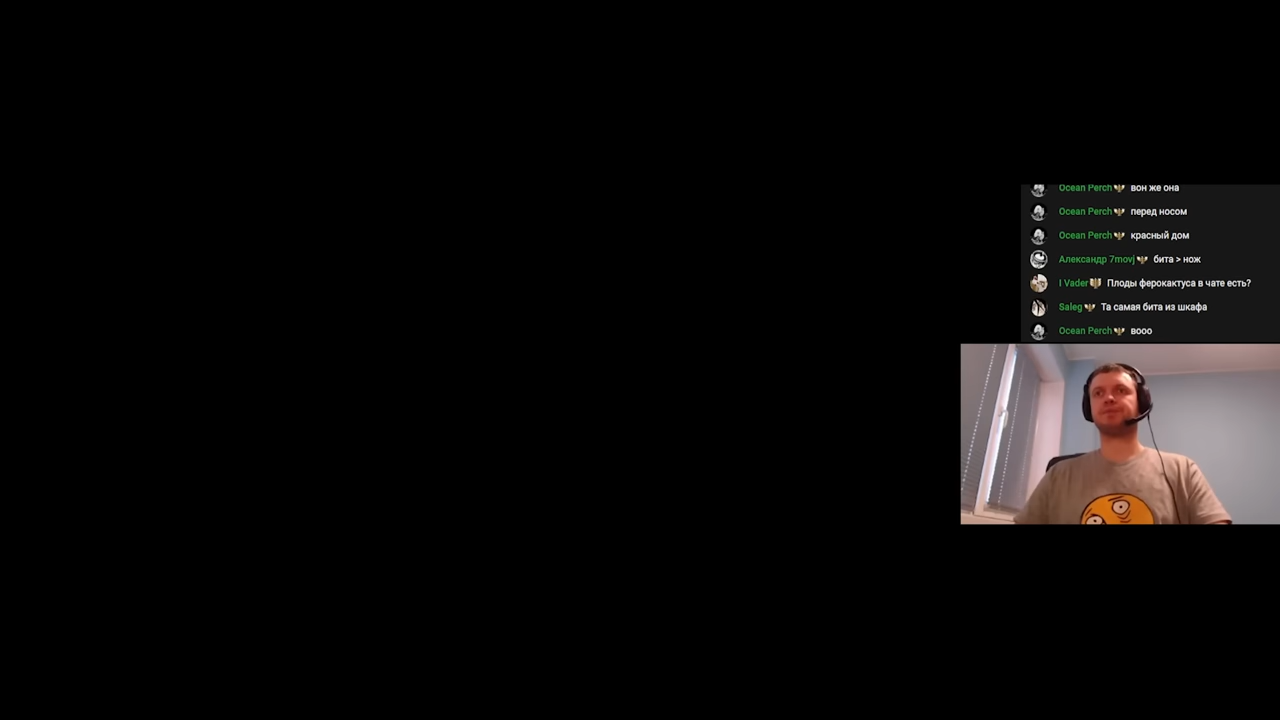 Ocean Perch вон же она
Ocean Perch перед носом
Ocean Perch красный дом
Александр 7movj бита > нож
I Vader Плоды ферокактуса в чате есть?
Saleg Та самая бита из шкафа
Ocean Perch вооо